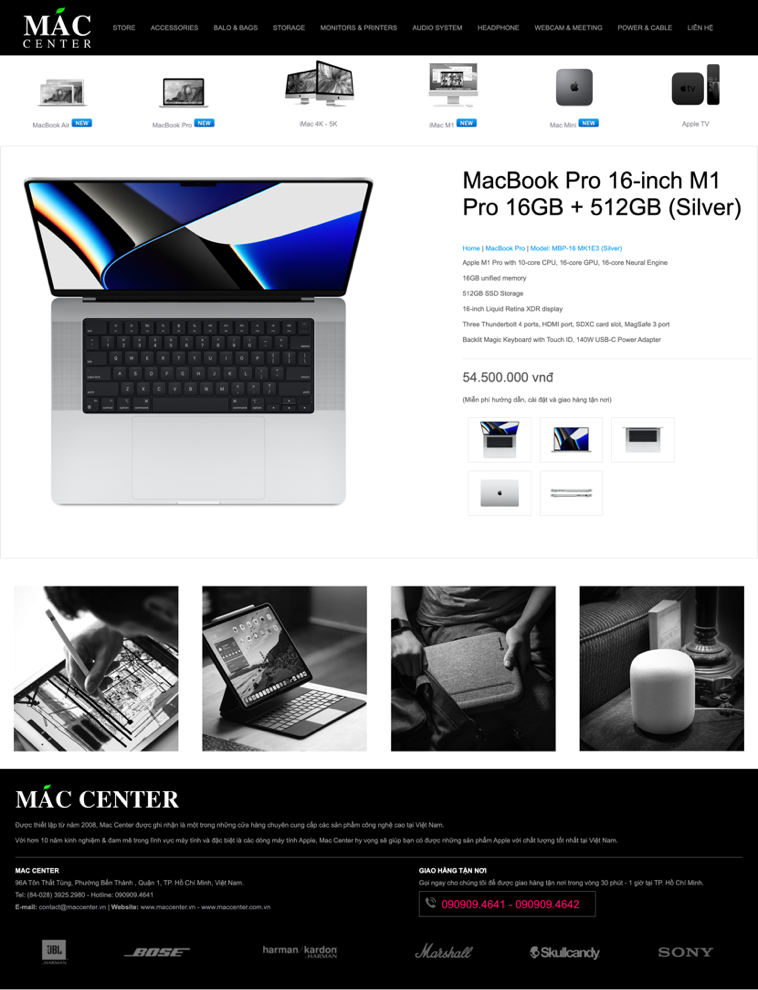 MÁC
CENTER
STORE
ACCESSORIES
BALO & BAGS
STORAGE
MONITORS & PRINTERS
AUDIO SYSTEM
HEADPHONE
WEBCAM & MEETING
POWER & CABLE
LIÊN HỆ
MacBook Air NEW
MacBook Pro NEW
iMac 4K - 5K
iMac M1 NEW
Mac Mini NEW
Apple TV
tv
MacBook Pro 16-inch M1
Pro 16GB + 512GB (Silver)
Home | MacBook Pro | Model: MBP-16 MK1E3 (Silver)
Apple M1 Pro with 10-core CPU, 16-core GPU, 16-core Neural Engine
16GB unified memory
512GB SSD Storage
16-inch Liquid Retina XDR display
Three Thunderbolt 4 ports, HDMI port, SDXC card slot, MagSafe 3 port
Backlit Magic Keyboard with Touch ID, 140W USB-C Power Adapter
54.500.000 vnđ
(Miễn phí hướng dẫn, cài đặt và giao hàng tận nơi)
MÁC CENTER
Được thiết lập từ năm 2008, Mac Center được ghi nhận là một trong những cửa hàng chuyên cung cấp các sản phẩm công nghệ cao tại Việt Nam.
Với hơn 10 năm kinh nghiệm & đam mê trong lĩnh vực máy tính và đặc biệt là các dòng máy tính Apple, Mac Center hy vọng sẽ giúp bạn có được những sản phẩm Apple với chất lượng tốt nhất tại Việt Nam.
MAC CENTER
96A Tôn Thất Tùng, Phường Bến Thành , Quận 1, TP. Hồ Chí Minh, Việt Nam.
Tel: (84-028) 3925.2980 - Hotline: 090909.4641
E-mail: contact@maccenter.vn | Website: www.maccenter.vn - www.maccenter.com.vn
GIAO HÀNG TẬN NƠI
Gọi ngay cho chúng tôi để được giao hàng tận nơi trong vòng 30 phút - 1 giờ tại TP. Hồ Chí Minh.
090909.4641 - 090909.4642
JBL
by HARMAN
BOSE
harman/kardon
by HARMAN
Marshall
Skullcandy
SONY